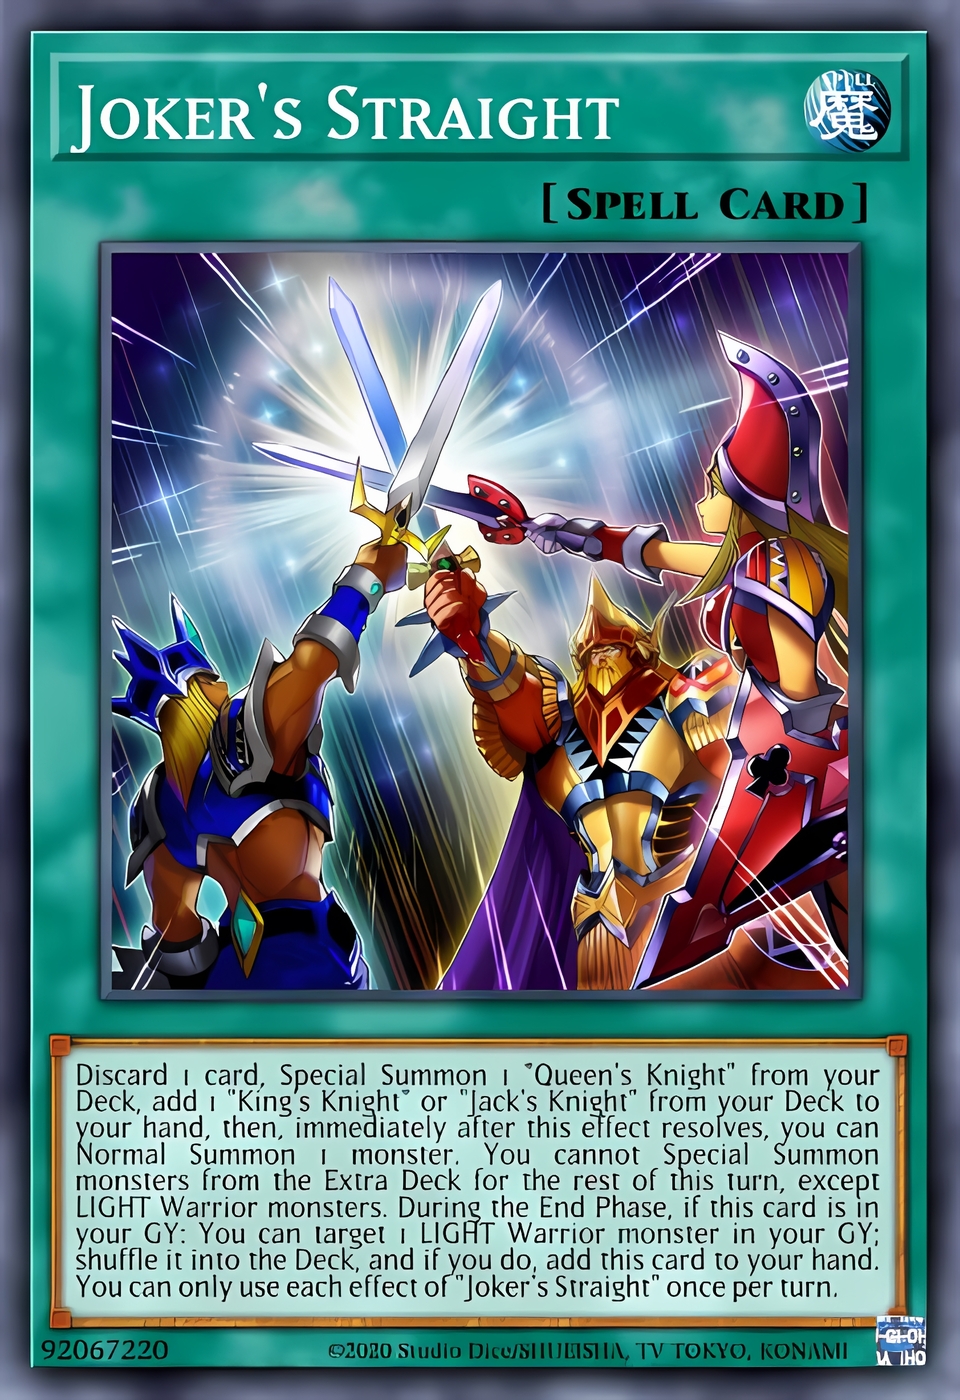 Joker's Straight
魔
[Spell Card]
Discard 1 card, Special Summon 1 "Queen's Knight" from your
Deck, add 1 "King's Knight" or "Jack's Knight" from your Deck to
your hand, then, immediately after this effect resolves, you can
Normal Summon 1 monster. You cannot Special Summon
monsters from the Extra Deck for the rest of this turn, except
LIGHT Warrior monsters. During the End Phase, if this card is in
your GY: You can target 1 LIGHT Warrior monster in your GY;
shuffle it into the Deck, and if you do, add this card to your hand.
You can only use each effect of "Joker's Straight" once per turn.
92067220
©2020 Studio Dice/SHUEISHA, TV TOKYO, KONAMI